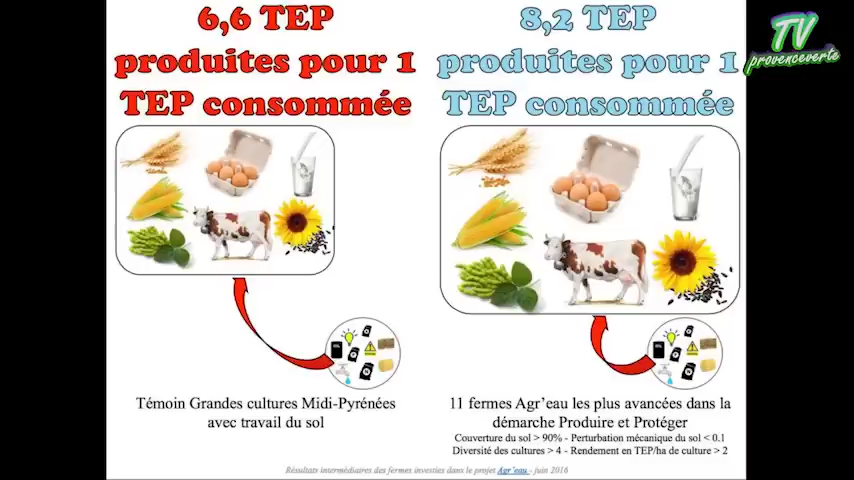 6,6 TEP
produites pour 1
TEP consommée
8,2 TEP
produites pour 1
TEP consommée
TV
provenceverte
Témoin Grandes cultures Midi-Pyrénées
avec travail du sol
11 fermes Agr'eau les plus avancées dans la
démarche Produire et Protéger
Couverture du sol > 90% - Perturbation mécanique du sol < 0.1
Diversité des cultures > 4 - Rendement en TEP/ha de culture > 2
Résultats intermédiaires des fermes investies dans le projet Agr'eau - juin 2016